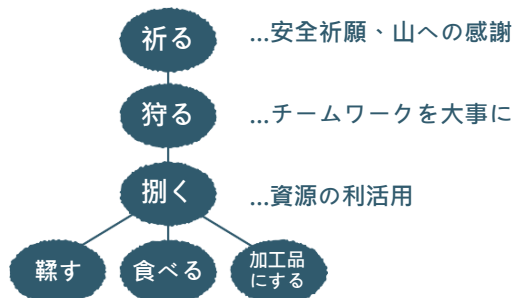 祈る …安全祈願、山への感謝
狩る …チームワークを大事に
捌く …資源の利活用
鞣す 食べる 加工品
にする